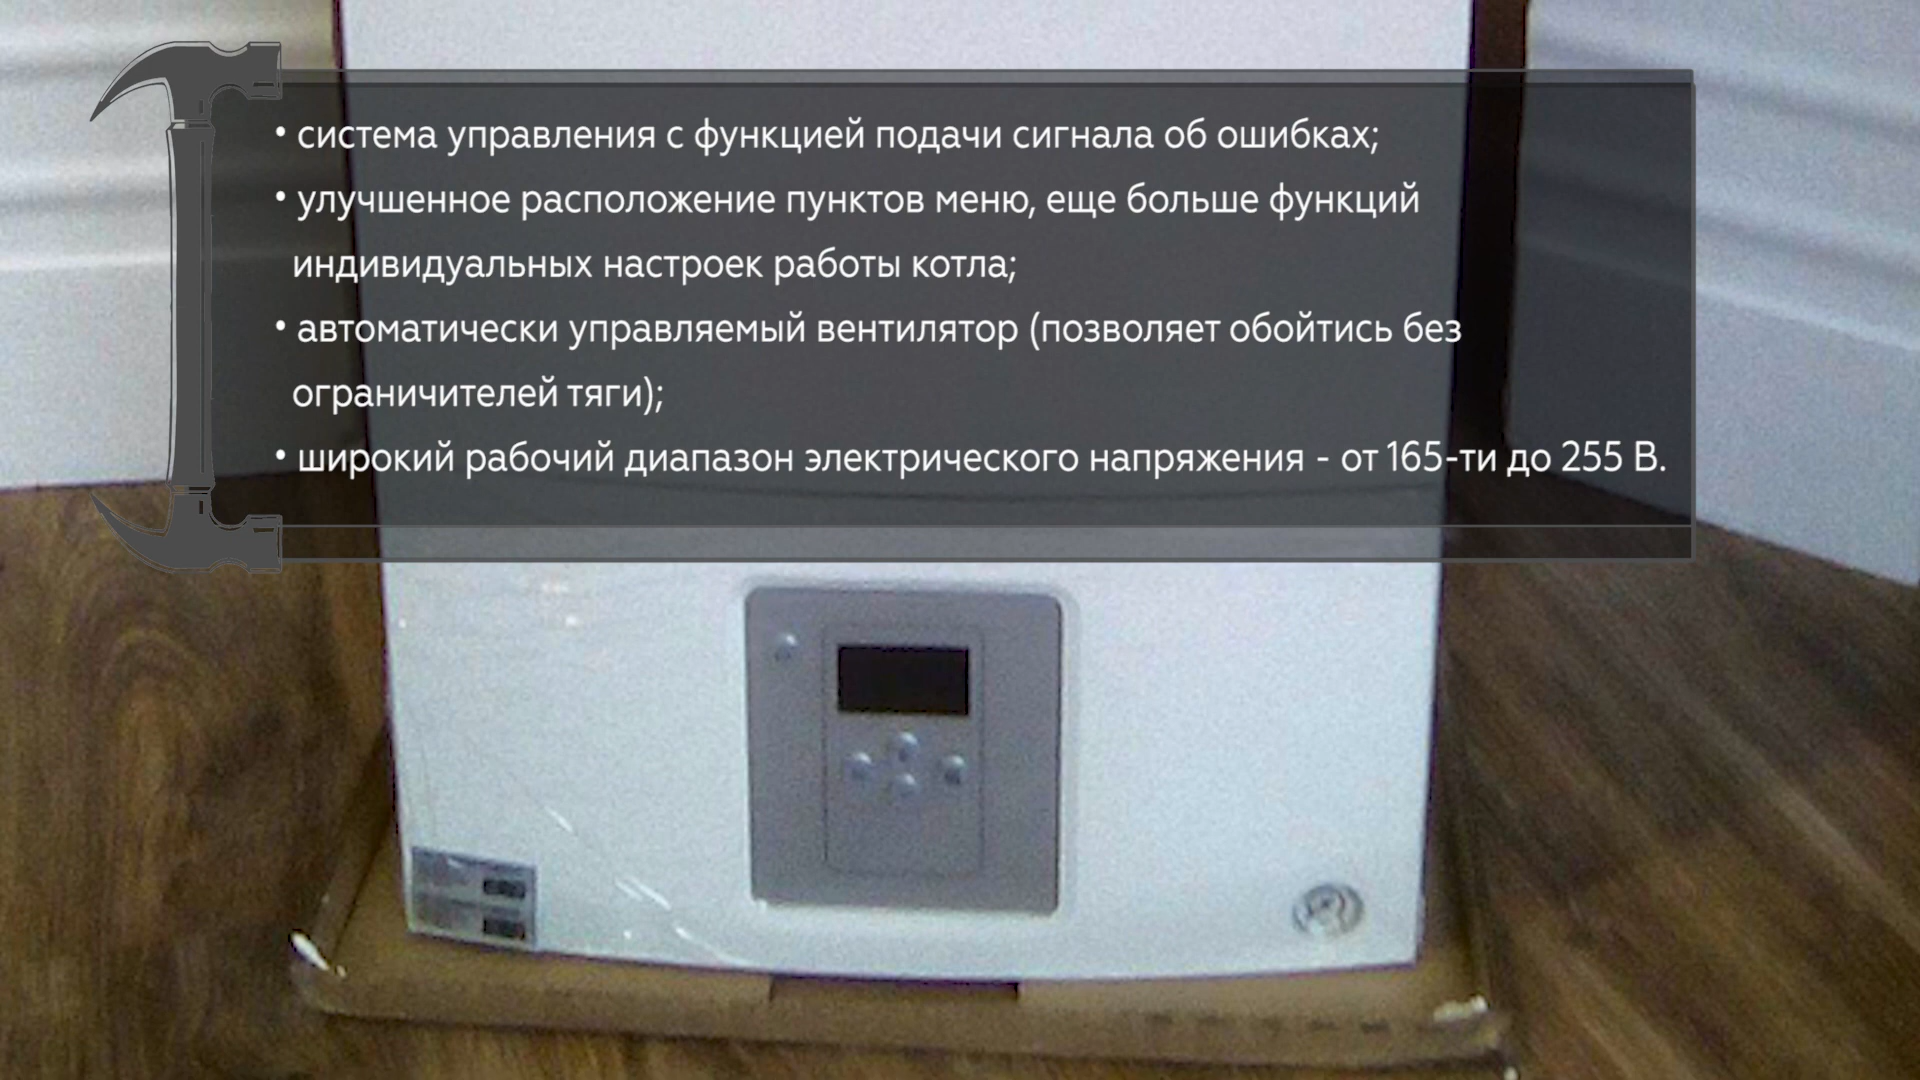 • система управления с функцией подачи сигнала об ошибках;
• улучшенное расположение пунктов меню, еще больше функций
индивидуальных настроек работы котла;
• автоматически управляемый вентилятор (позволяет обойтись без
ограничителей тяги);
• широкий рабочий диапазон электрического напряжения - от 165-ти до 255 В.